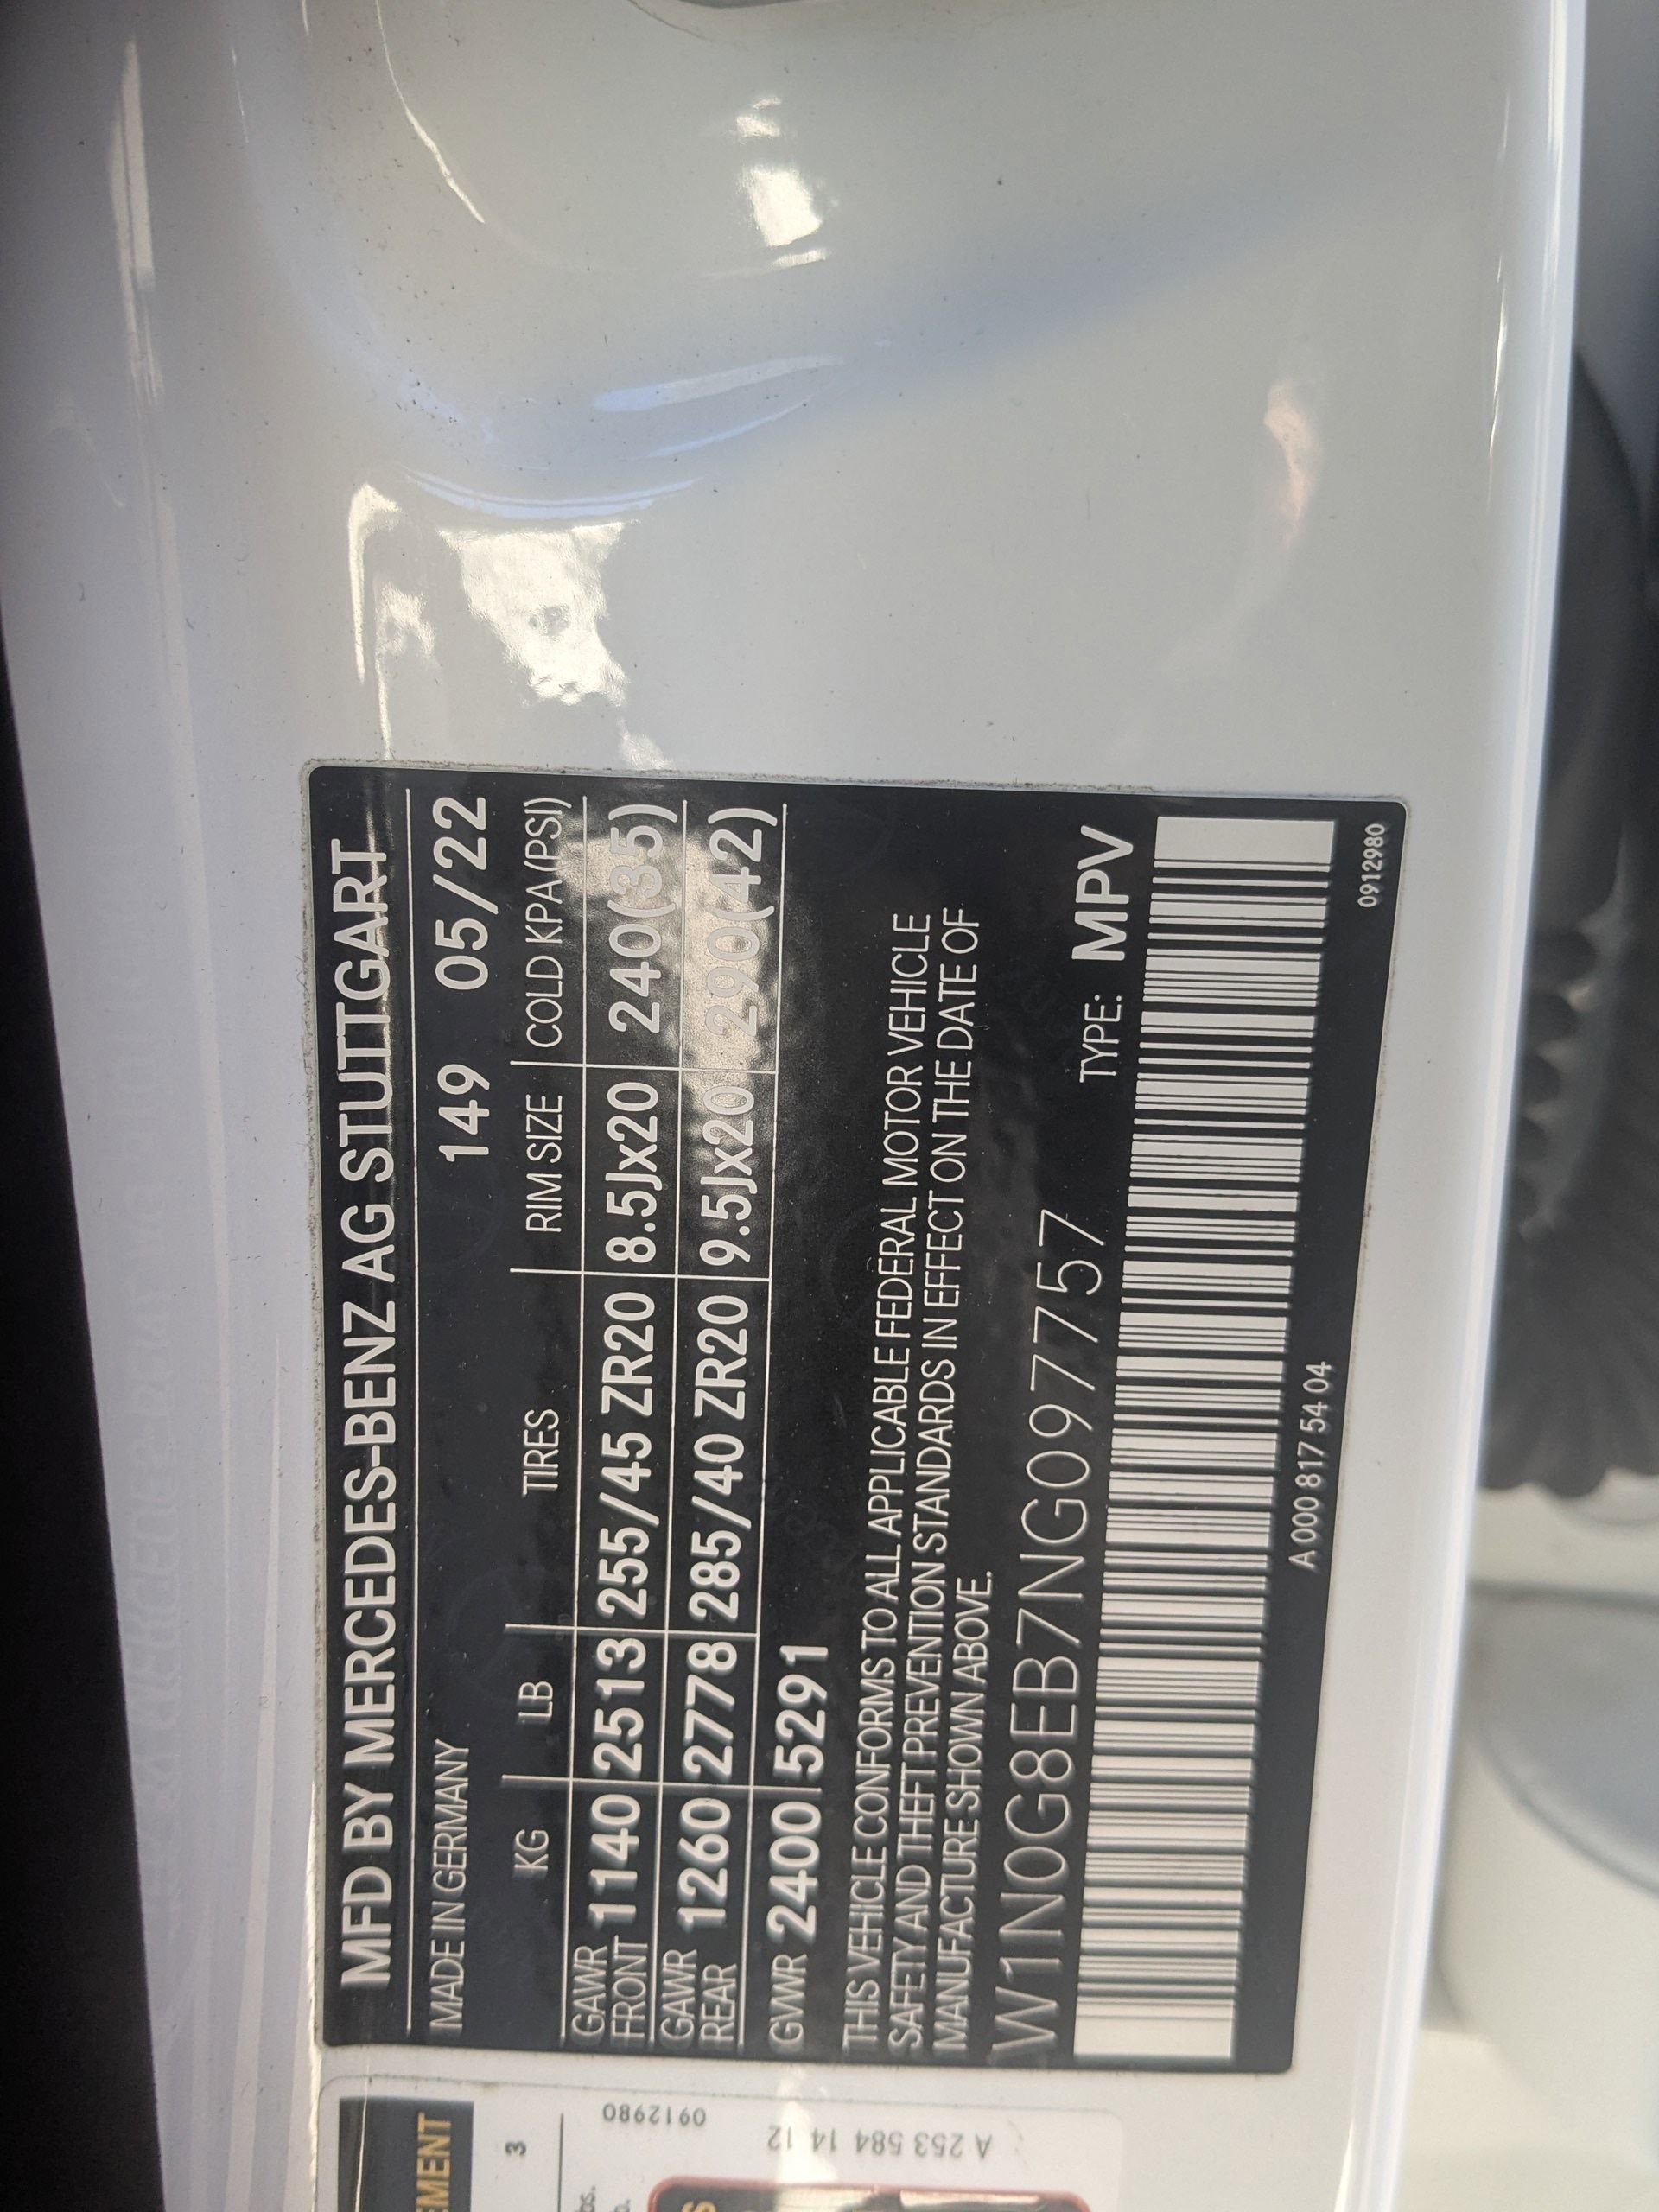 MFD BY MERCEDES-BENZ AG STUTTGART
MADE IN GERMANY 149 05/22
KG LB TIRES RIM SIZE COLD KPA(PSI)
GAWR FRONT 1140 2513 255/45 ZR20 8.5Jx20 240(35)
GAWR REAR 1260 2778 285/40 ZR20 9.5Jx20 290(42)
GVWR 2400 5291
THIS VEHICLE CONFORMS TO ALL APPLICABLE FEDERAL MOTOR VEHICLE
SAFETY AND THEFT PREVENTION STANDARDS IN EFFECT ON THE DATE OF
MANUFACTURE SHOWN ABOVE.
W1N0G8EB7NG097757 TYPE: MPV
A 000 817 54 04
0912980
EMENT
3
0912980
A 253 584 14 12